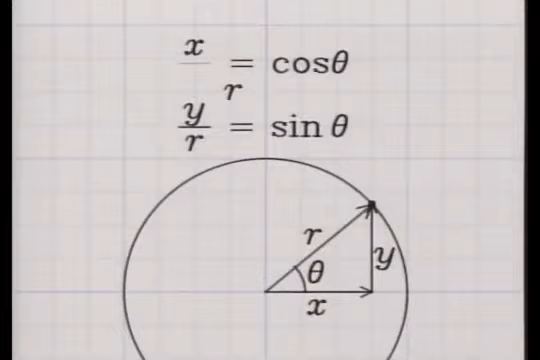 x = cosθ
r
y/r = sin θ
r
θ
y
x